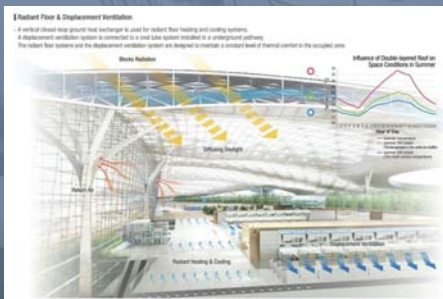 Radiant Floor & Displacement Ventilation
- A vertical closed-loop ground heat exchanger is used for radiant floor heating and cooling systems.
A displacement ventilation system is connected to a cool tube system installed in a underground pathway.
The radiant floor systems and the displacement ventilation system are designed to maintain a constant level of thermal comfort in the occupied zone.
Blocks Radiation
Influence of Double-layered Roof on
Space Conditions in Summer
Hour of Day
Diffusing Daylight
Return Air
Displacement Ventilation
Radiant Heating & Cooling